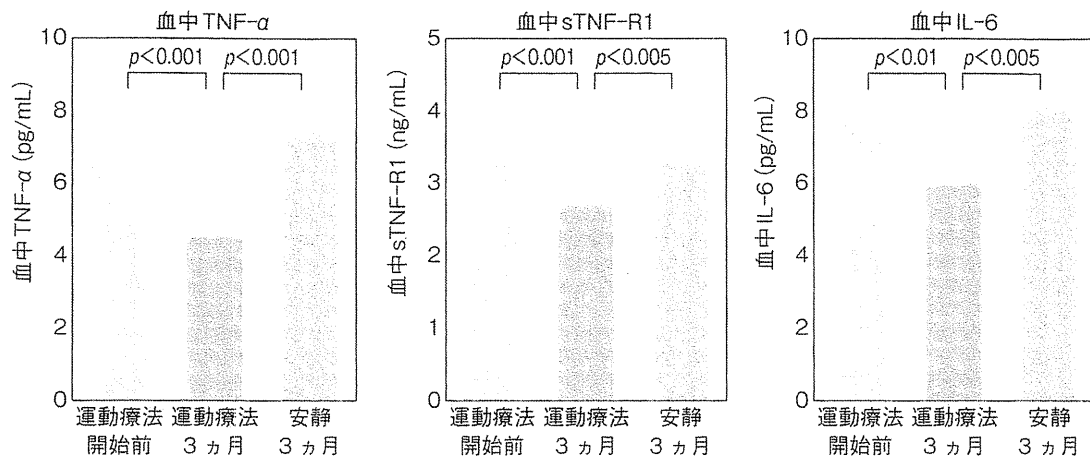 血中TNF-α
血中TNF-α (pg/mL)
10
8
6
4
2
0
p<0.001
p<0.001
運動療法
開始前
運動療法
3ヵ月
安静
3ヵ月
血中sTNF-R1
血中sTNF-R1 (ng/mL)
5
4
3
2
1
0
p<0.001
p<0.005
運動療法
開始前
運動療法
3ヵ月
安静
3ヵ月
血中IL-6
血中IL-6 (pg/mL)
10
8
6
4
2
0
p<0.01
p<0.005
運動療法
開始前
運動療法
3ヵ月
安静
3ヵ月